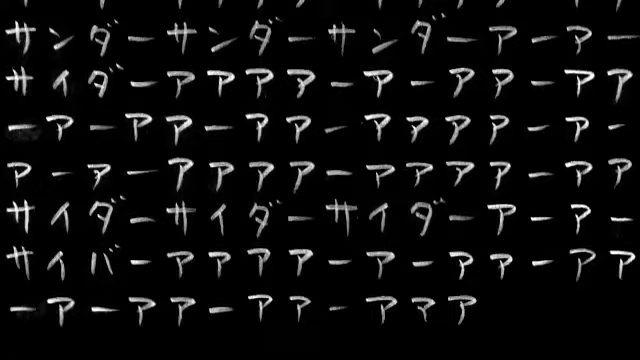 サンダーサンダーサンダーアーアー
サイダーアアアアーアーアアーアア
ーアーアアーアアーアアアアーアー
アーアーアアアアーアアアアーアア
サイダーサイダーサイダーアーアー
サイバーアアアアーアーアアーアア
ーアーアアーアアーアアア